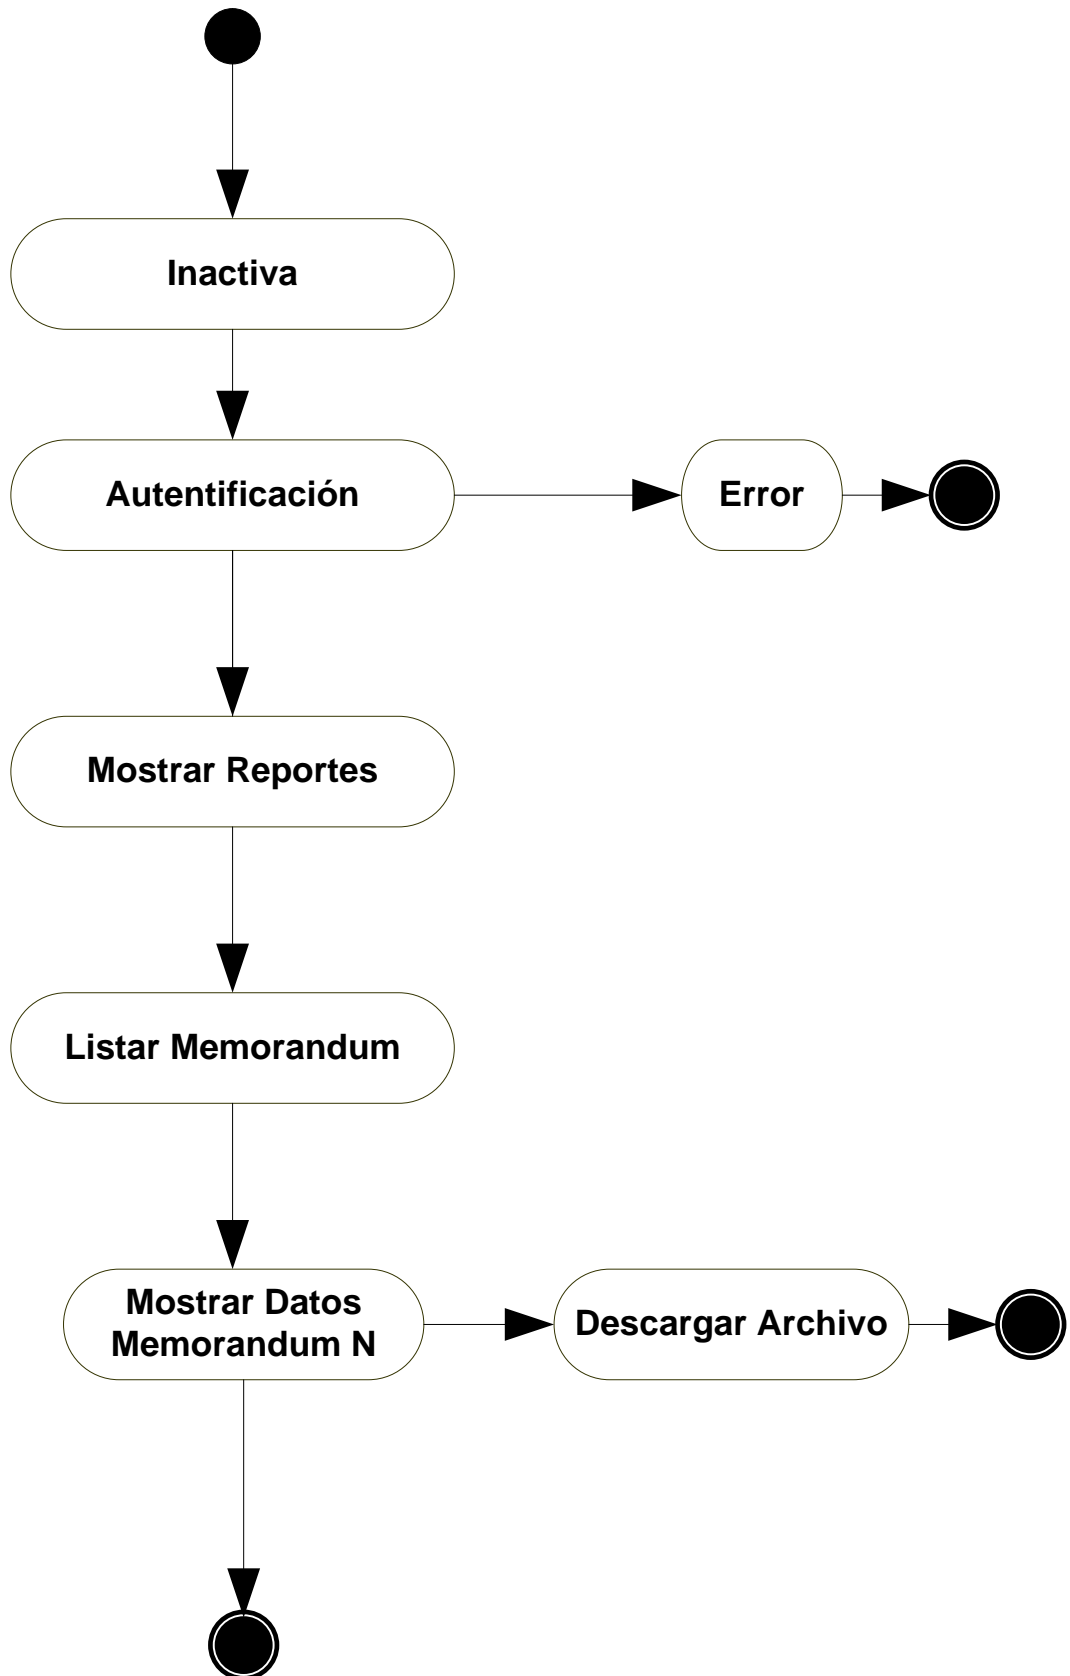 Inactiva
Autentificación
Error
Mostrar Reportes
Listar Memorandum
Mostrar Datos
Memorandum N
Descargar Archivo